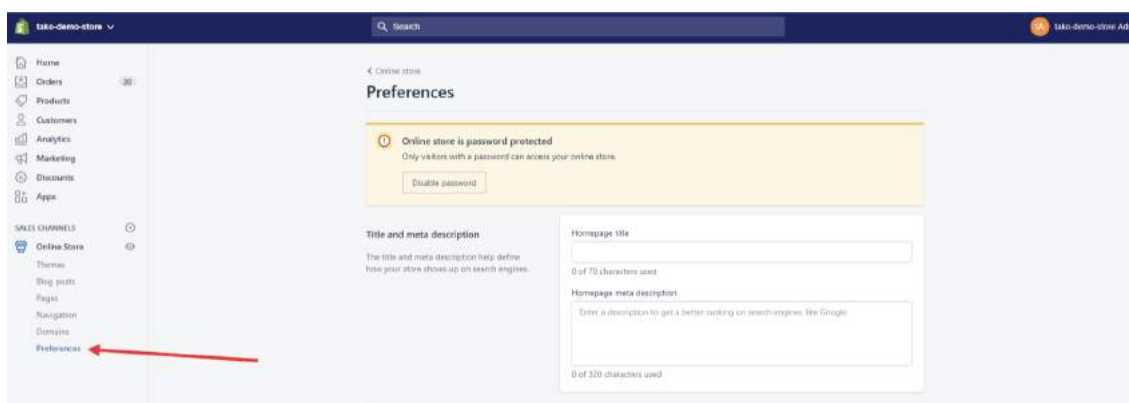 tako-demo-store
Search
tako-demo-store Ad
Home
Orders 20
Products
Customers
Analytics
Marketing
Discounts
Apps
SALES CHANNELS
Online Store
Themes
Blog posts
Pages
Navigation
Domains
Preferences
Online store
Preferences
Online store is password protected
Only visitors with a password can access your online store.
Disable password
Title and meta description
The title and meta description help define
how your store shows up on search engines.
Homepage title
0 of 70 characters used
Homepage meta description
Enter a description to get a better ranking on search engines like Google
0 of 320 characters used